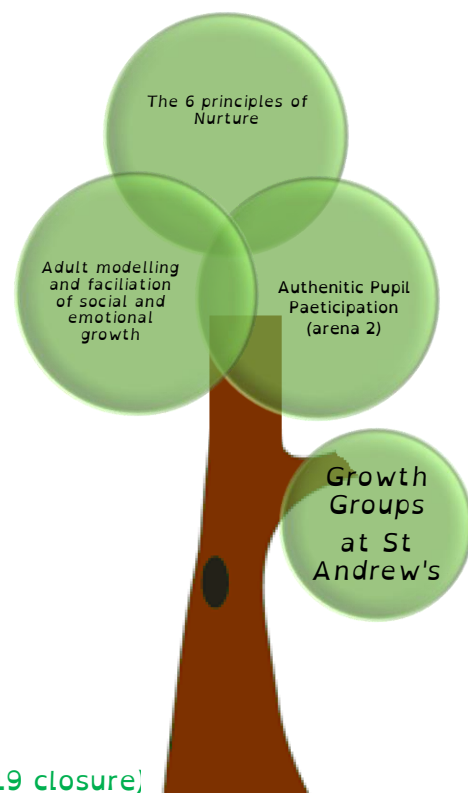 The 6 principles of
Nurture
Adult modelling
and faciliation
of social and
emotional
growth
Authenitic Pupil
Paeticipation
(arena 2)
Growth
Groups
at St
Andrew's
9 closure)